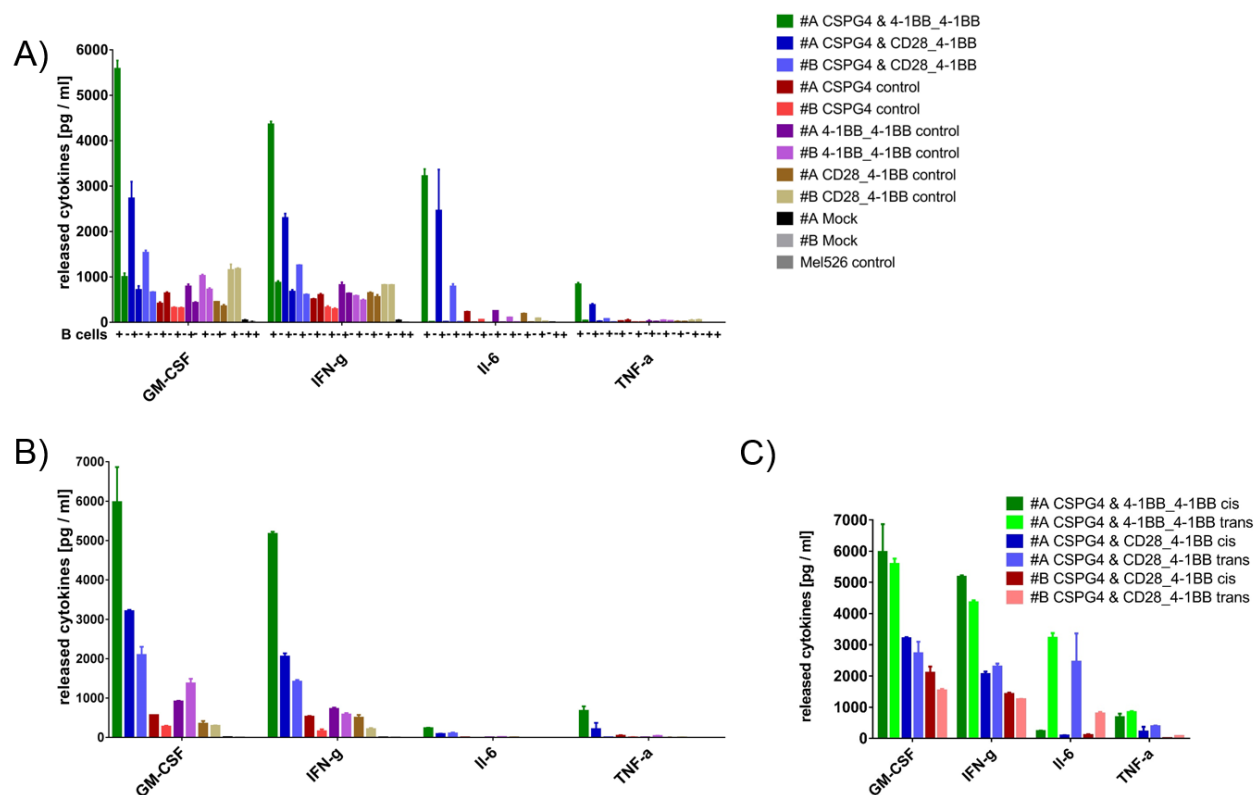 A)
released cytokines [pg / ml]
6000
5000
4000
3000
2000
1000
0
B cells
GM-CSF
IFN-g
Il-6
TNF-a
#A CSPG4 & 4-1BB_4-1BB
#A CSPG4 & CD28_4-1BB
#B CSPG4 & CD28_4-1BB
#A CSPG4 control
#B CSPG4 control
#A 4-1BB_4-1BB control
#B 4-1BB_4-1BB control
#A CD28_4-1BB control
#B CD28_4-1BB control
#A Mock
#B Mock
Mel526 control
B)
released cytokines [pg / ml]
7000
6000
5000
4000
3000
2000
1000
0
GM-CSF
IFN-g
Il-6
TNF-a
C)
#A CSPG4 & 4-1BB_4-1BB cis
#A CSPG4 & 4-1BB_4-1BB trans
#A CSPG4 & CD28_4-1BB cis
#A CSPG4 & CD28_4-1BB trans
#B CSPG4 & CD28_4-1BB cis
#B CSPG4 & CD28_4-1BB trans
released cytokines [pg / ml]
7000
6000
5000
4000
3000
2000
1000
0
GM-CSF
IFN-g
Il-6
TNF-a